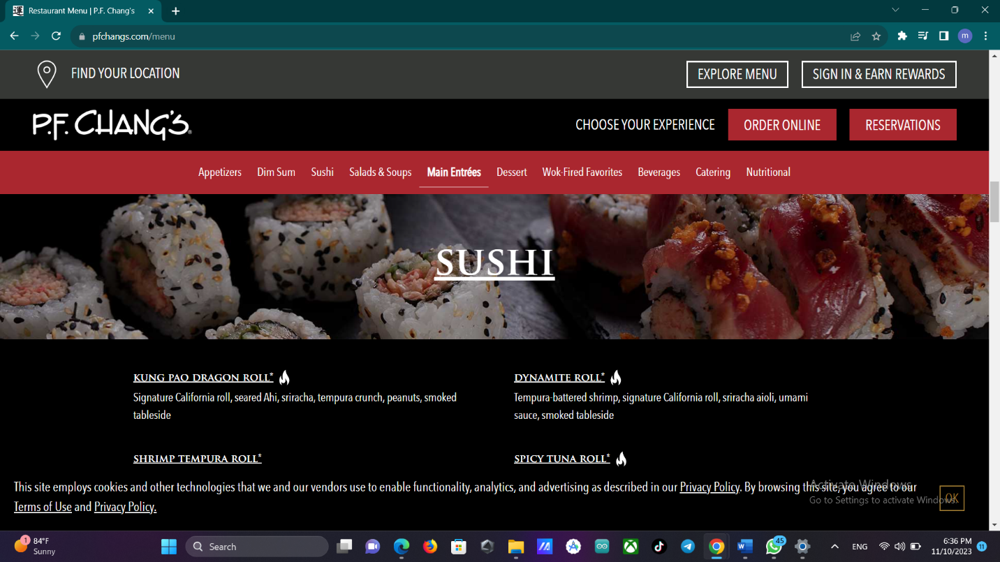 Restaurant Menu | P.F. Chang's
pfchangs.com/menu
m
FIND YOUR LOCATION
EXPLORE MENU
SIGN IN & EARN REWARDS
P.F. CHANG'S®
CHOOSE YOUR EXPERIENCE
ORDER ONLINE
RESERVATIONS
Appetizers Dim Sum Sushi Salads & Soups Main Entrées Dessert Wok-Fired Favorites Beverages Catering Nutritional
SUSHI
KUNG PAO DRAGON ROLL*
Signature California roll, seared Ahi, sriracha, tempura crunch, peanuts, smoked
tableside
DYNAMITE ROLL*
Tempura-battered shrimp, signature California roll, sriracha aioli, umami
sauce, smoked tableside
SHRIMP TEMPURA ROLL*
SPICY TUNA ROLL*
This site employs cookies and other technologies that we and our vendors use to enable functionality, analytics, and advertising as described in our Privacy Policy. By browsing this site, you agree to our
Terms of Use and Privacy Policy.
OK
Activate Windows
Go to Settings to activate Windows.
1
84°F
Sunny
Search
45
ENG
6:36 PM
11/10/2023
11